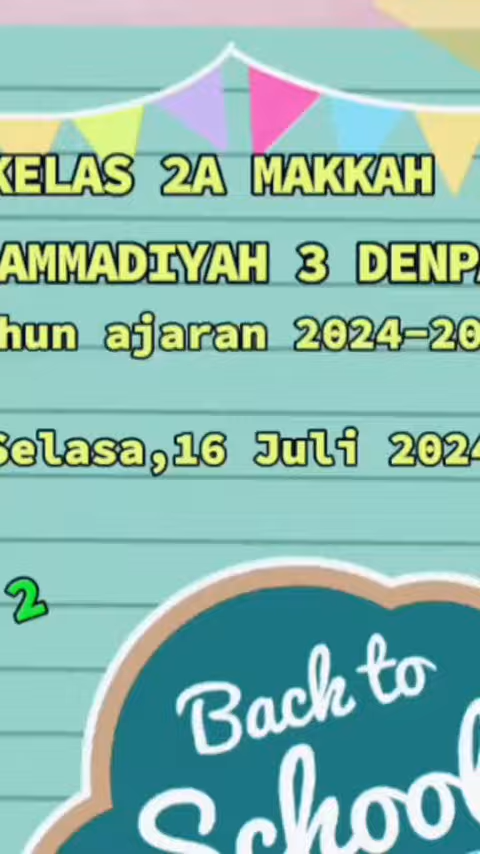 KELAS 2A MAKKAH
AMMADIYAH 3 DENPA
hun ajaran 2024-20
Selasa,16 Juli 2024
2
Back to
School